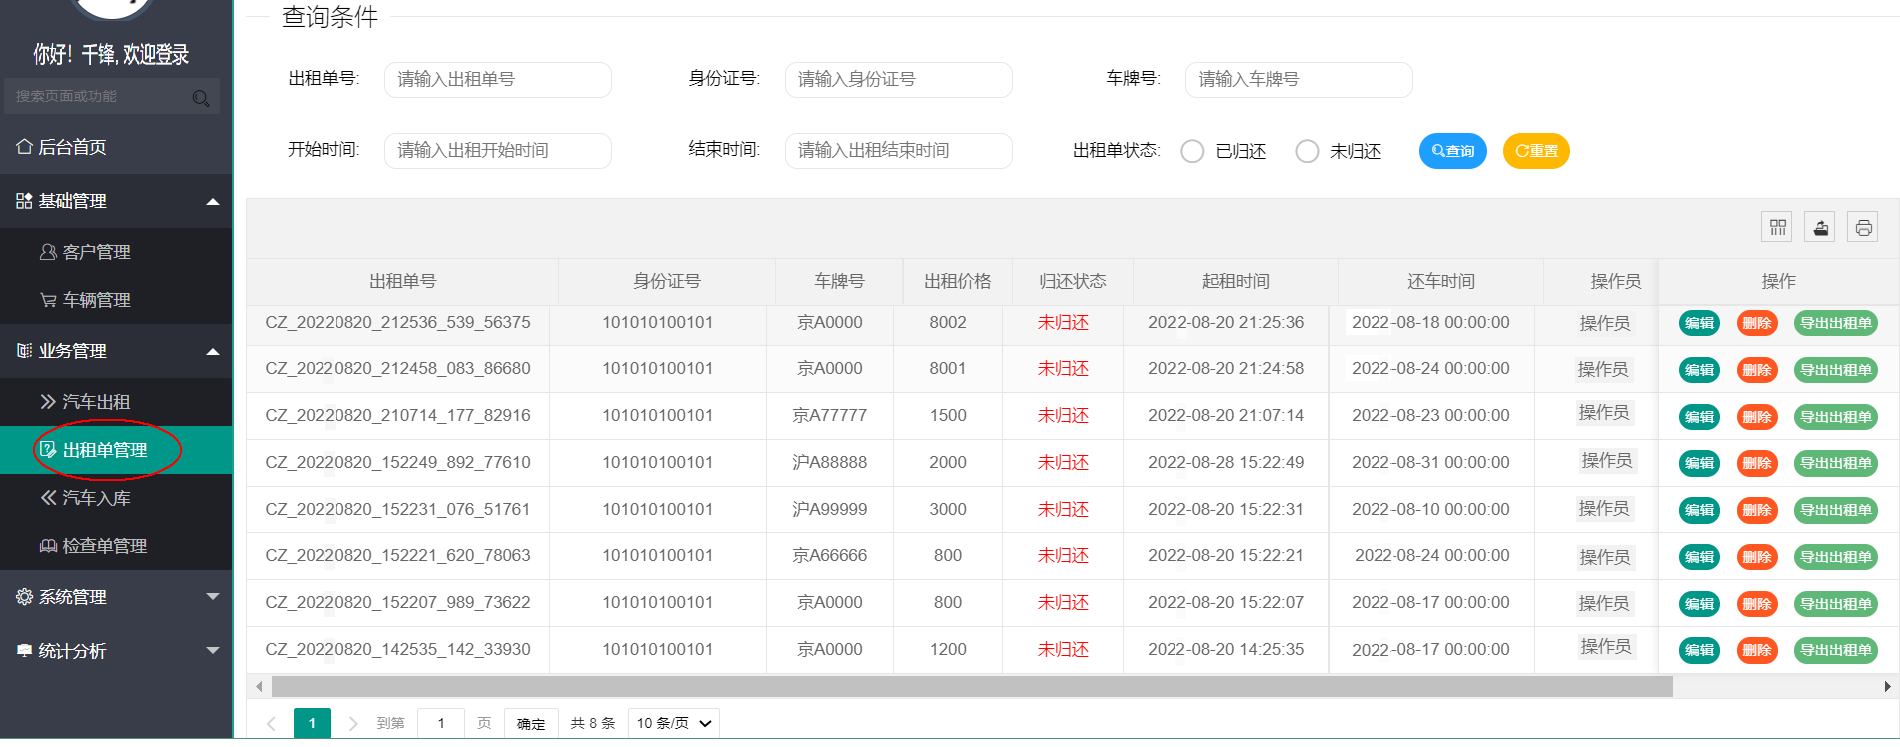 你好！千锋, 欢迎登录
搜索页面或功能
后台首页
基础管理
客户管理
车辆管理
业务管理
汽车出租
出租单管理
汽车入库
检查单管理
系统管理
统计分析
查询条件
出租单号: 请输入出租单号 身份证号: 请输入身份证号 车牌号: 请输入车牌号
开始时间: 请输入出租开始时间 结束时间: 请输入出租结束时间 出租单状态: 已归还 未归还 查询 重置
出租单号 身份证号 车牌号 出租价格 归还状态 起租时间 还车时间 操作员 操作
CZ_20220820_212536_539_56375 101010100101 京A0000 8002 未归还 2022-08-20 21:25:36 2022-08-18 00:00:00 操作员 编辑 删除 导出出租单
CZ_20220820_212458_083_86680 101010100101 京A0000 8001 未归还 2022-08-20 21:24:58 2022-08-24 00:00:00 操作员 编辑 删除 导出出租单
CZ_20220820_210714_177_82916 101010100101 京A77777 1500 未归还 2022-08-20 21:07:14 2022-08-23 00:00:00 操作员 编辑 删除 导出出租单
CZ_20220820_152249_892_77610 101010100101 沪A88888 2000 未归还 2022-08-28 15:22:49 2022-08-31 00:00:00 操作员 编辑 删除 导出出租单
CZ_20220820_152231_076_51761 101010100101 沪A99999 3000 未归还 2022-08-20 15:22:31 2022-08-10 00:00:00 操作员 编辑 删除 导出出租单
CZ_20220820_152221_620_78063 101010100101 京A66666 800 未归还 2022-08-20 15:22:21 2022-08-24 00:00:00 操作员 编辑 删除 导出出租单
CZ_20220820_152207_989_73622 101010100101 京A0000 800 未归还 2022-08-20 15:22:07 2022-08-17 00:00:00 操作员 编辑 删除 导出出租单
CZ_20220820_142535_142_33930 101010100101 京A0000 1200 未归还 2022-08-20 14:25:35 2022-08-17 00:00:00 操作员 编辑 删除 导出出租单
1 到第 1 页 确定 共 8 条 10 条/页